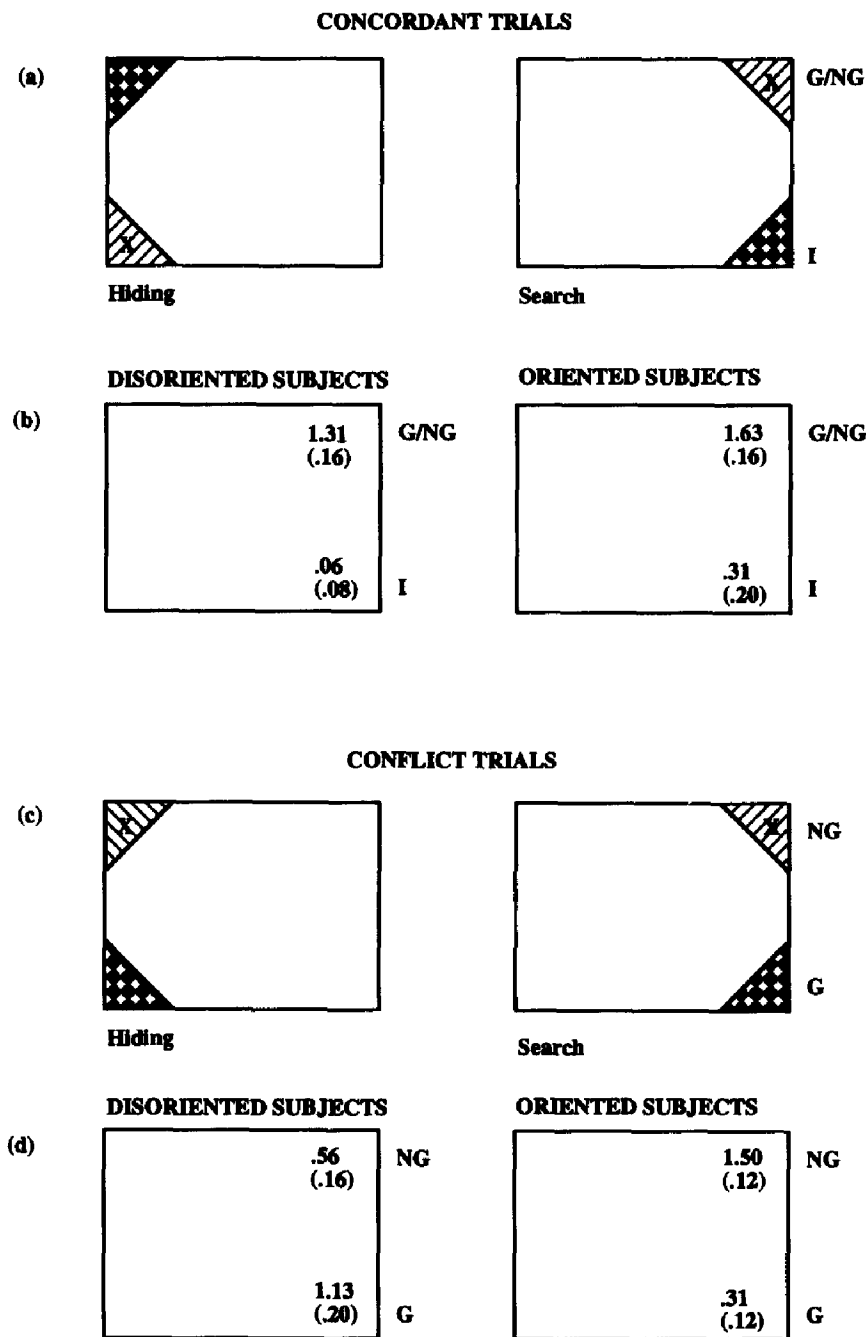 CONCORDANT TRIALS
(a)
X
X
G/NG
I
Hiding
Search
DISORIENTED SUBJECTS
ORIENTED SUBJECTS
(b)
1.31
(.16)
G/NG
1.63
(.16)
G/NG
.06
(.08)
I
.31
(.20)
I
CONFLICT TRIALS
(c)
X
X
NG
G
Hiding
Search
DISORIENTED SUBJECTS
ORIENTED SUBJECTS
(d)
.56
(.16)
NG
1.50
(.12)
NG
1.13
(.20)
G
.31
(.12)
G